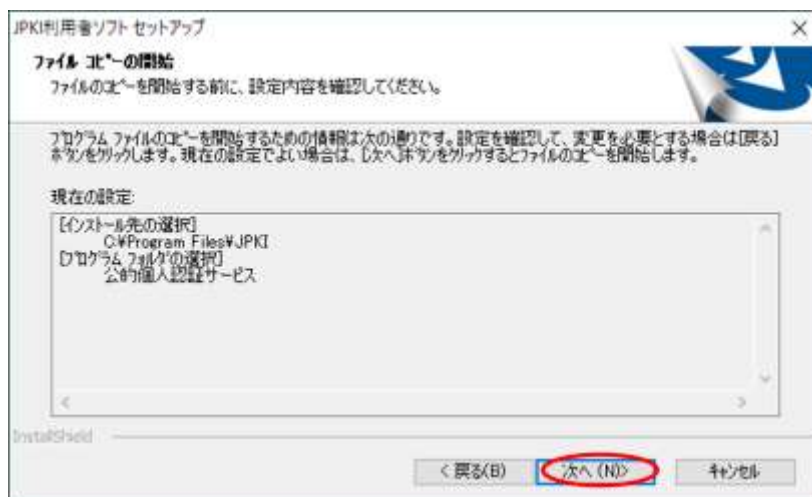 JPKI利用者ソフト セットアップ
ファイル コピーの開始
ファイルのコピーを開始する前に、設定内容を確認してください。
プログラム ファイルのコピーを開始するための情報は次の通りです。設定を確認して、変更を必要とする場合は[戻る]
ボタンをクリックします。現在の設定でよい場合は、[次へ]ボタンをクリックするとファイルのコピーを開始します。
現在の設定:
[インストール先の選択]
C:¥Program Files¥JPKI
[プログラム フォルダの選択]
公的個人認証サービス
InstallShield
< 戻る(B)
次へ (N)>
キャンセル